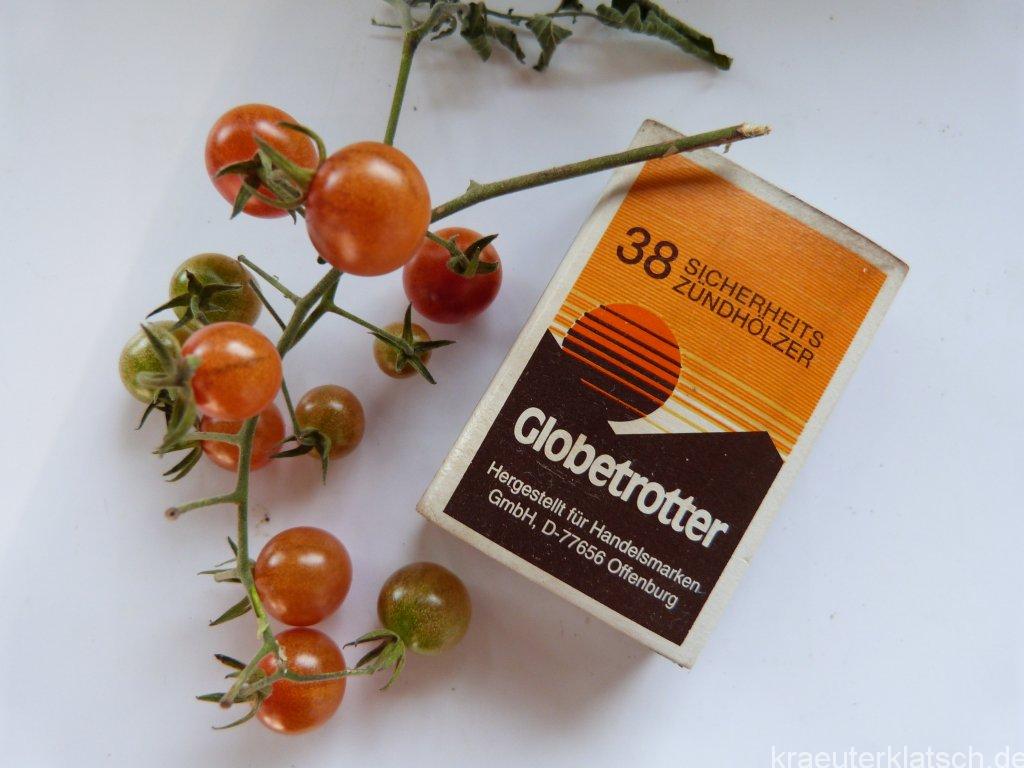 38 SICHERHEITS
ZÜNDHÖLZER
Globetrotter
Hergestellt für Handelsmarken
GmbH, D-77656 Offenburg
kraeuterklatsch.de